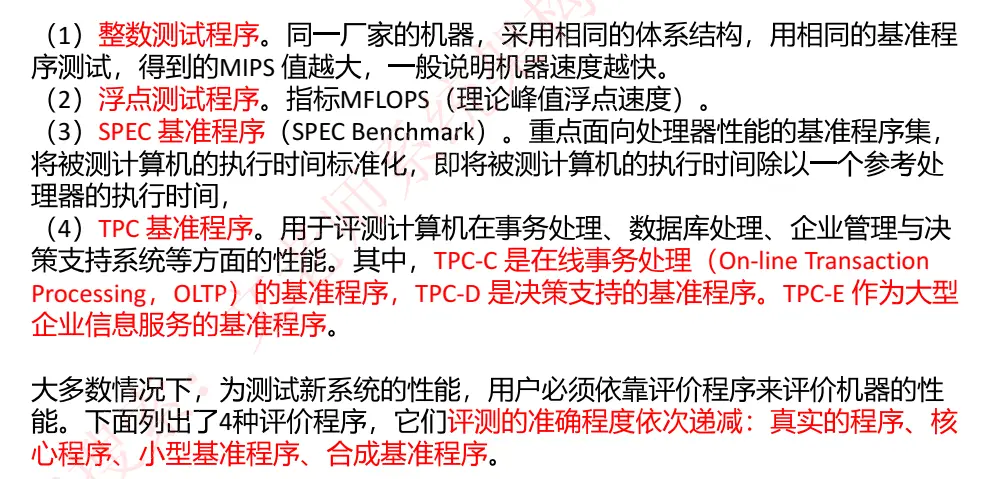 （1）整数测试程序。同一厂家的机器，采用相同的体系结构，用相同的基准程
序测试，得到的MIPS 值越大，一般说明机器速度越快。
（2）浮点测试程序。指标MFLOPS（理论峰值浮点速度）。
（3）SPEC 基准程序（SPEC Benchmark）。重点面向处理器性能的基准程序集，
将被测计算机的执行时间标准化，即将被测计算机的执行时间除以一个参考处
理器的执行时间，
（4）TPC 基准程序。用于评测计算机在事务处理、数据库处理、企业管理与决
策支持系统等方面的性能。其中，TPC-C 是在线事务处理（On-line Transaction
Processing，OLTP）的基准程序，TPC-D 是决策支持的基准程序。TPC-E 作为大型
企业信息服务的基准程序。
大多数情况下，为测试新系统的性能，用户必须依靠评价程序来评价机器的性
能。下面列出了4种评价程序，它们评测的准确程度依次递减：真实的程序、核
心程序、小型基准程序、合成基准程序。